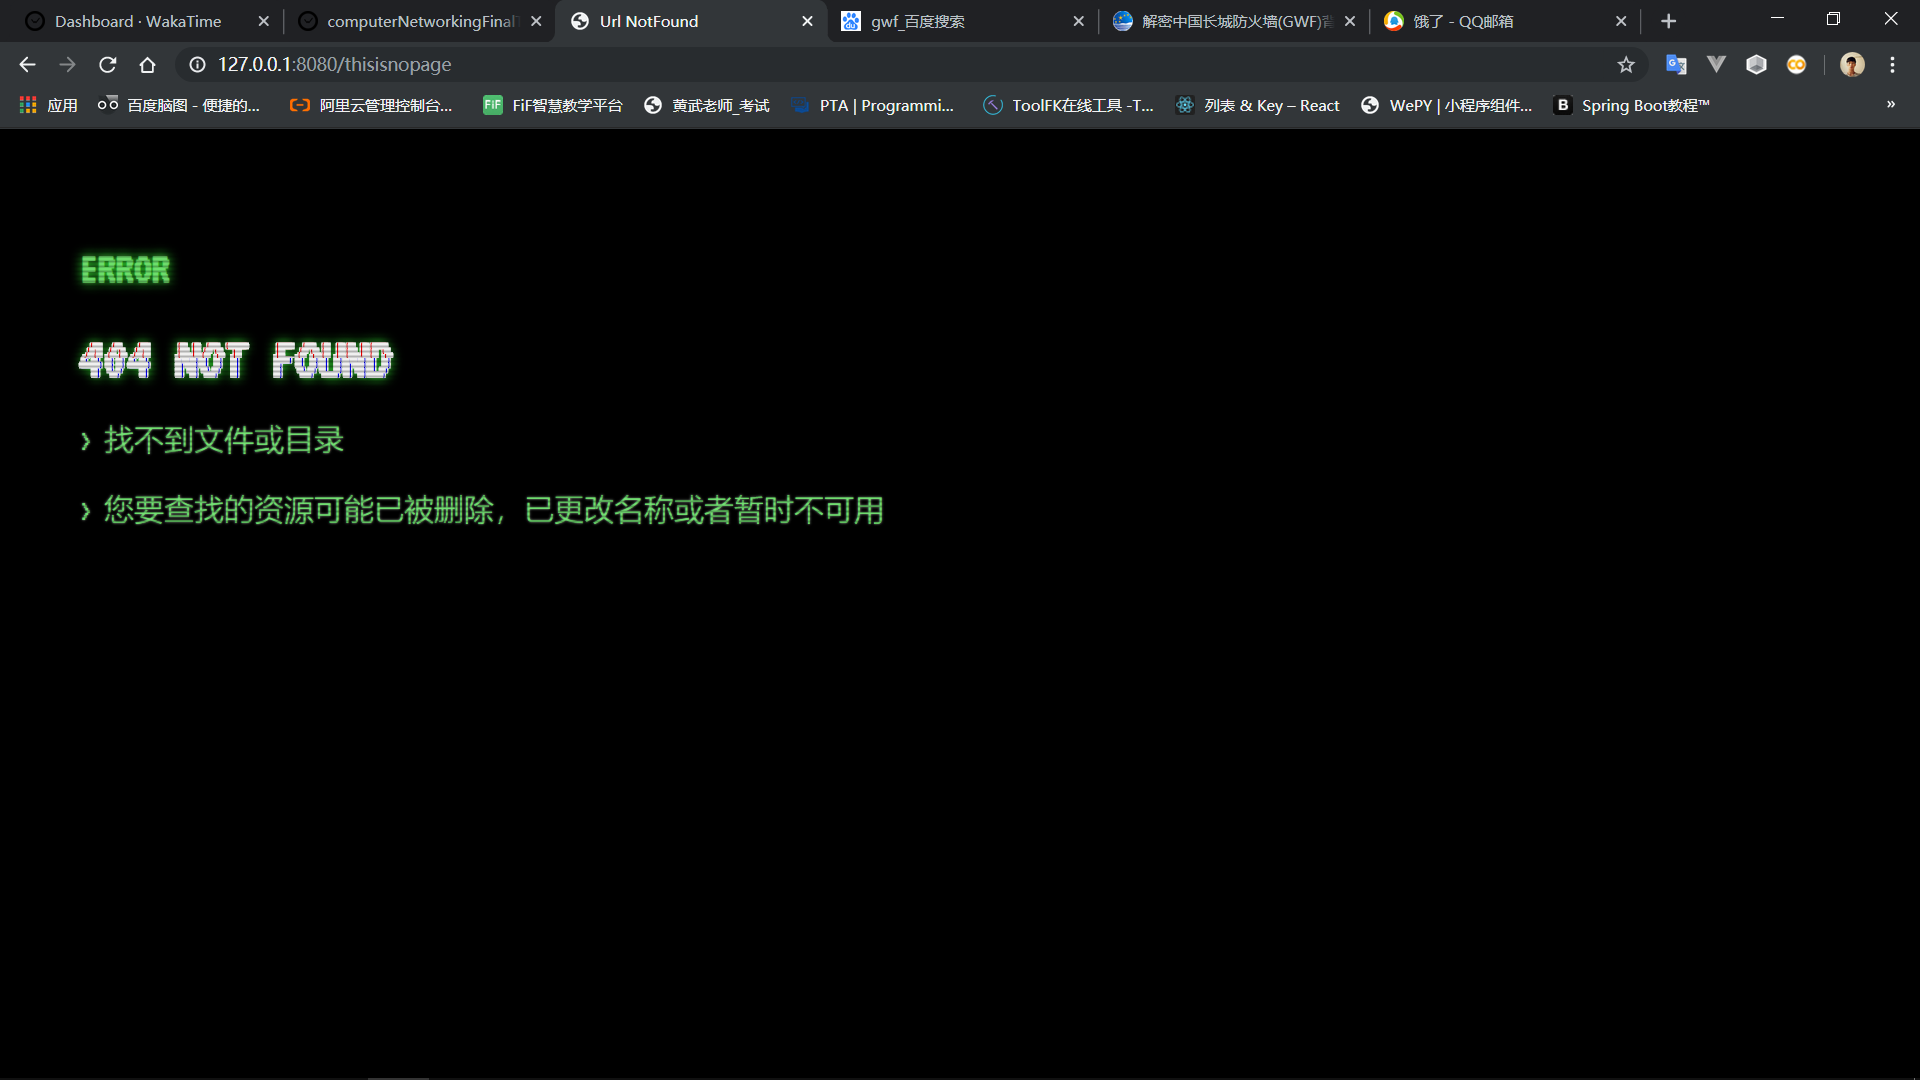 Dashboard · WakaTime
computerNetworkingFinal
Url NotFound
gwf_百度搜索
解密中国长城防火墙(GWF)背
饿了 - QQ邮箱
127.0.0.1:8080/thisisnopage
应用
百度脑图 - 便捷的...
阿里云管理控制台...
FiF
FiF智慧教学平台
黄武老师_考试
PTA | Programmi...
ToolFK在线工具 -T...
列表 & Key – React
WePY | 小程序组件...
B
Spring Boot教程™
»
ERROR
404 NOT FOUND
› 找不到文件或目录
› 您要查找的资源可能已被删除，已更改名称或者暂时不可用